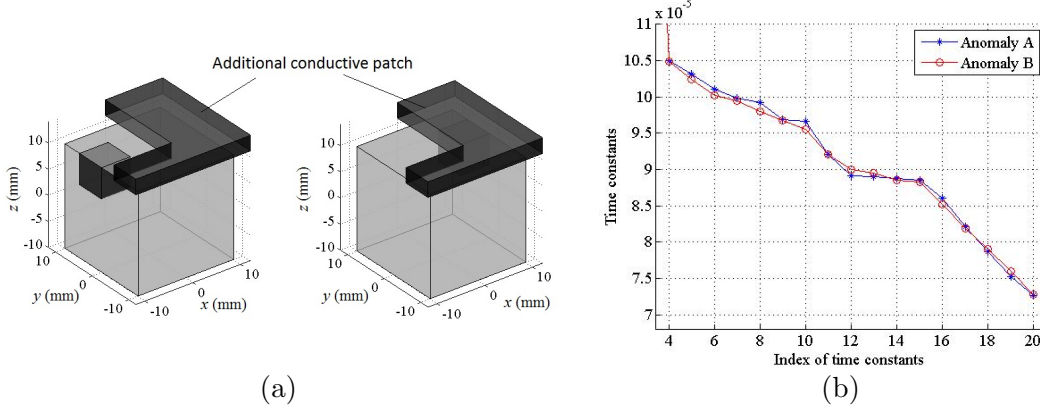 Additional conductive patch
10
5
0
-5
-10
z (mm)
10
0
-10
y (mm)
-10
0
10
x (mm)
10
5
0
-5
-10
z (mm)
10
0
-10
y (mm)
-10
0
10
x (mm)
(a)
x 10⁻⁵
11
10.5
10
9.5
9
8.5
8
7.5
7
Time constants
Anomaly A
Anomaly B
4 6 8 10 12 14 16 18 20
Index of time constants
(b)